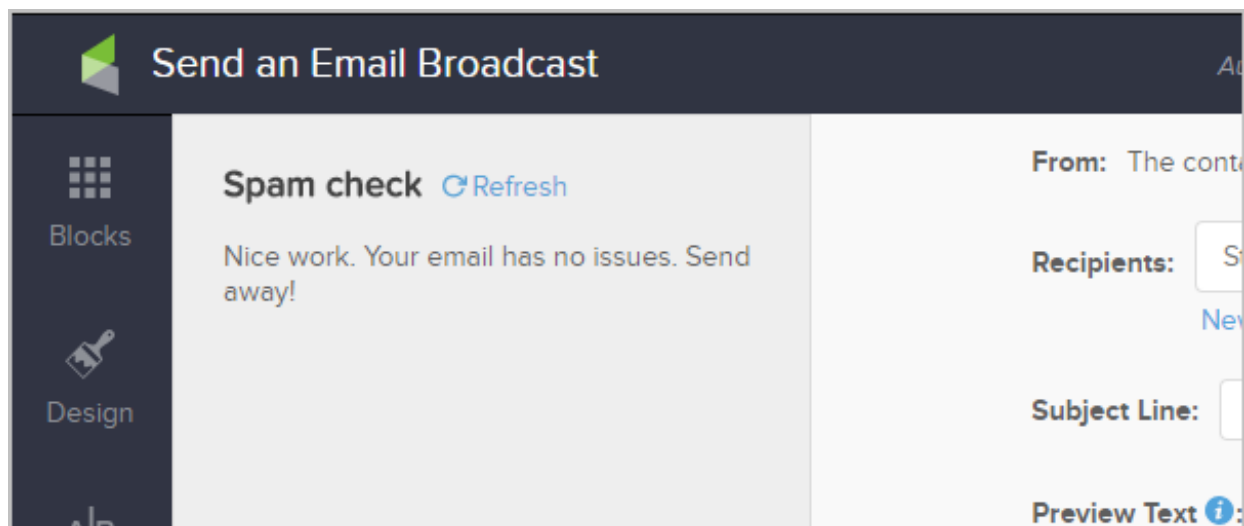 Send an Email Broadcast
Blocks
Design
Spam check Refresh
Nice work. Your email has no issues. Send
away!
From: The
Recipients:
Subject Line:
Preview Text :